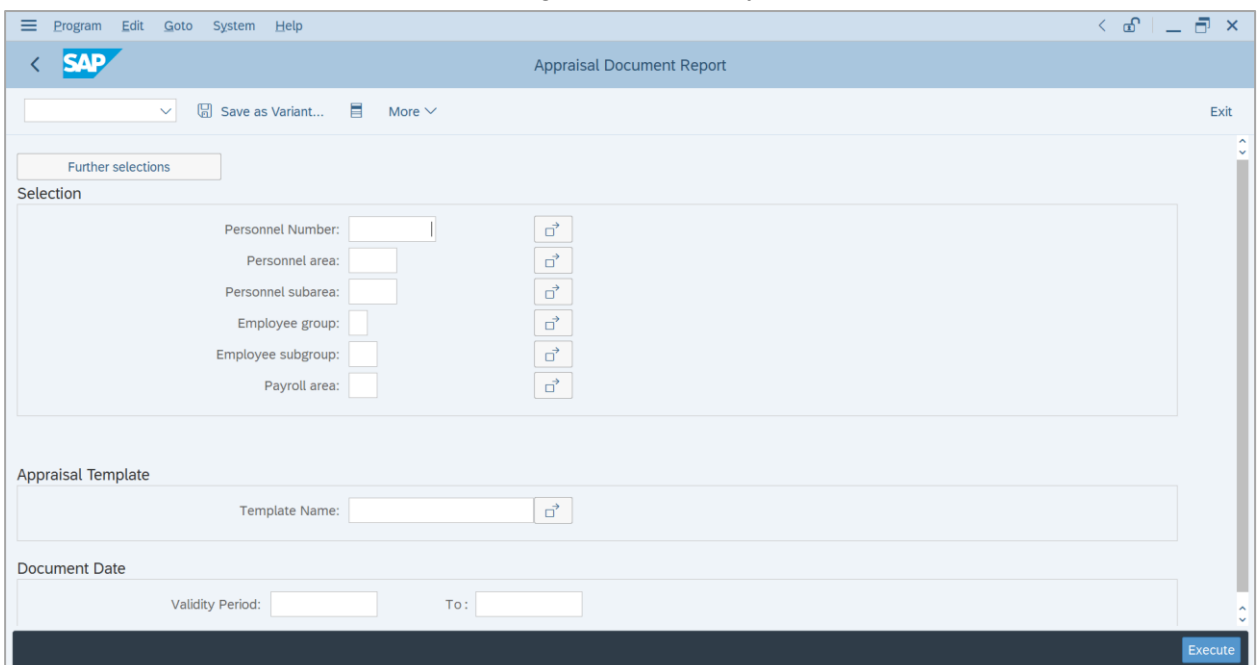 Program Edit Goto System Help
SAP Appraisal Document Report
Save as Variant... More Exit
Further selections
Selection
Personnel Number:
Personnel area:
Personnel subarea:
Employee group:
Employee subgroup:
Payroll area:
Appraisal Template
Template Name:
Document Date
Validity Period: To:
Execute